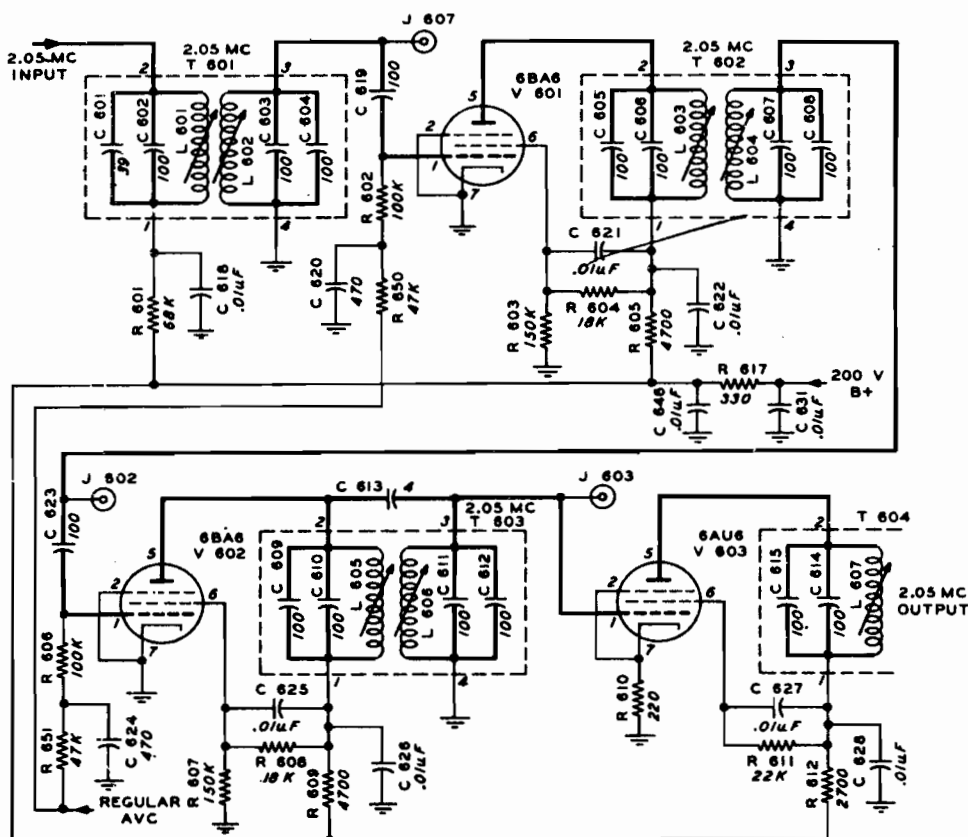 J 607
2.05 MC
INPUT
2.05 MC
T 601
2
3
C 601
39
C 602
100
L 601
L 602
C 603
100
C 604
100
1
4
C 619
100
R 602
100K
C 620
470
R 650
47K
R 601
68K
C 618
.01uF
6BA6
V 601
5
2
6
1
7
2.05 MC
T 602
2
3
C 605
100
C 606
100
L 603
L 604
C 607
100
C 608
100
1
4
C 621
.01uF
R 603
150K
R 604
18K
R 605
4700
C 622
.01uF
R 617
330
200 V
B+
C 646
.01uF
C 631
.01uF
J 602
C 623
100
6BA6
V 602
5
2
6
1
7
R 606
100K
R 651
47K
C 624
470
REGULAR
AVC
C 613
4
2.05 MC
T 603
2
3
C 609
100
C 610
100
L 605
L 606
C 611
100
C 612
100
1
4
C 625
.01uF
R 607
150K
R 608
.18K
R 609
4700
C 626
.01uF
J 603
6AU6
V 603
5
2
6
1
7
R 610
220
T 604
2
C 615
100
C 614
100
L 607
2.05 MC
OUTPUT
1
C 627
.01uF
R 611
22K
R 612
2700
C 628
.01uF